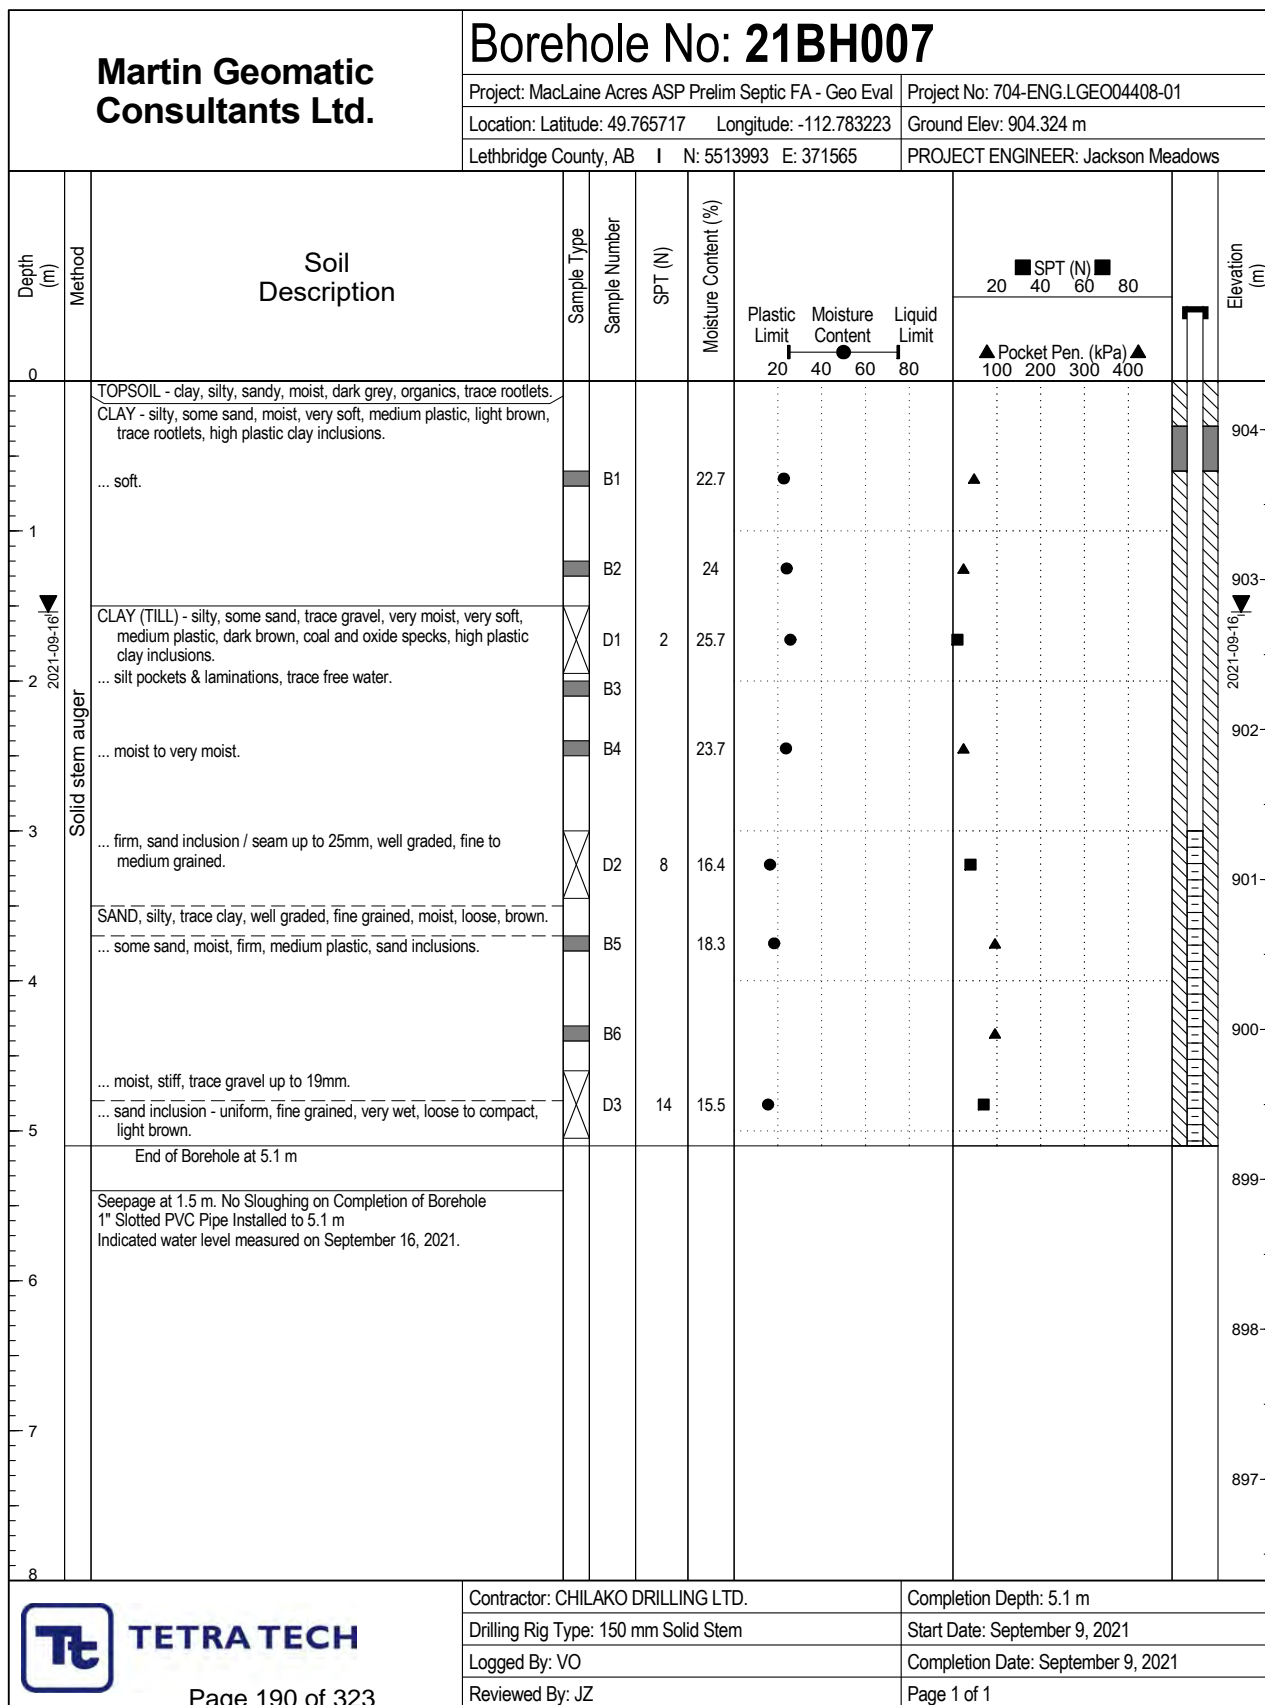 Martin Geomatic
Consultants Ltd.
Borehole No: 21BH007
Project: MacLaine Acres ASP Prelim Septic FA - Geo Eval
Project No: 704-ENG.LGEO04408-01
Location: Latitude: 49.765717 Longitude: -112.783223
Ground Elev: 904.324 m
Lethbridge County, AB I N: 5513993 E: 371565
PROJECT ENGINEER: Jackson Meadows
Depth
(m)
Method
Soil
Description
Sample Type
Sample Number
SPT (N)
Moisture Content (%)
Plastic
Limit
Moisture
Content
Liquid
Limit
20 40 60 80
SPT (N)
20 40 60 80
Pocket Pen. (kPa)
100 200 300 400
Elevation
(m)
0
TOPSOIL - clay, silty, sandy, moist, dark grey, organics, trace rootlets.
CLAY - silty, some sand, moist, very soft, medium plastic, light brown,
trace rootlets, high plastic clay inclusions.
904
... soft.
B1 22.7
1
B2 24
903
2021-09-16
CLAY (TILL) - silty, some sand, trace gravel, very moist, very soft,
medium plastic, dark brown, coal and oxide specks, high plastic
clay inclusions.
D1 2 25.7
2021-09-16
2
... silt pockets & laminations, trace free water.
B3
Solid stem auger
902
... moist to very moist.
B4 23.7
3
... firm, sand inclusion / seam up to 25mm, well graded, fine to
medium grained.
D2 8 16.4
901
SAND, silty, trace clay, well graded, fine grained, moist, loose, brown.
... some sand, moist, firm, medium plastic, sand inclusions.
B5 18.3
4
B6
900
... moist, stiff, trace gravel up to 19mm.
... sand inclusion - uniform, fine grained, very wet, loose to compact,
light brown.
D3 14 15.5
5
End of Borehole at 5.1 m
899
Seepage at 1.5 m. No Sloughing on Completion of Borehole
1" Slotted PVC Pipe Installed to 5.1 m
Indicated water level measured on September 16, 2021.
6
898
7
897
8
Tt
TETRA TECH
Page 190 of 323
Contractor: CHILAKO DRILLING LTD.
Completion Depth: 5.1 m
Drilling Rig Type: 150 mm Solid Stem
Start Date: September 9, 2021
Logged By: VO
Completion Date: September 9, 2021
Reviewed By: JZ
Page 1 of 1